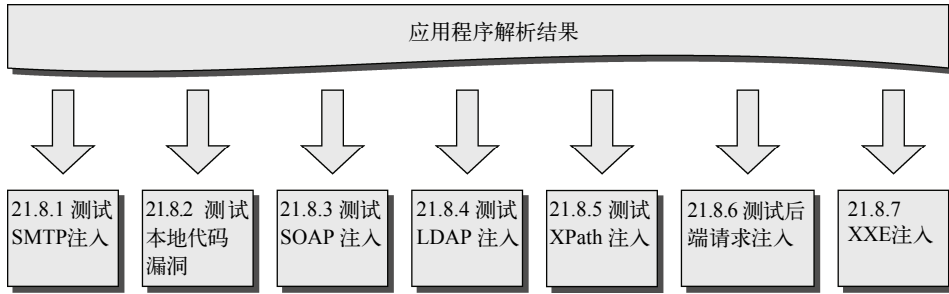 应用程序解析结果
21.8.1 测试
SMTP注入
21.8.2 测试
本地代码
漏洞
21.8.3 测试
SOAP 注入
21.8.4 测试
LDAP 注入
21.8.5 测试
XPath 注入
21.8.6 测试后
端请求注入
21.8.7
XXE注入